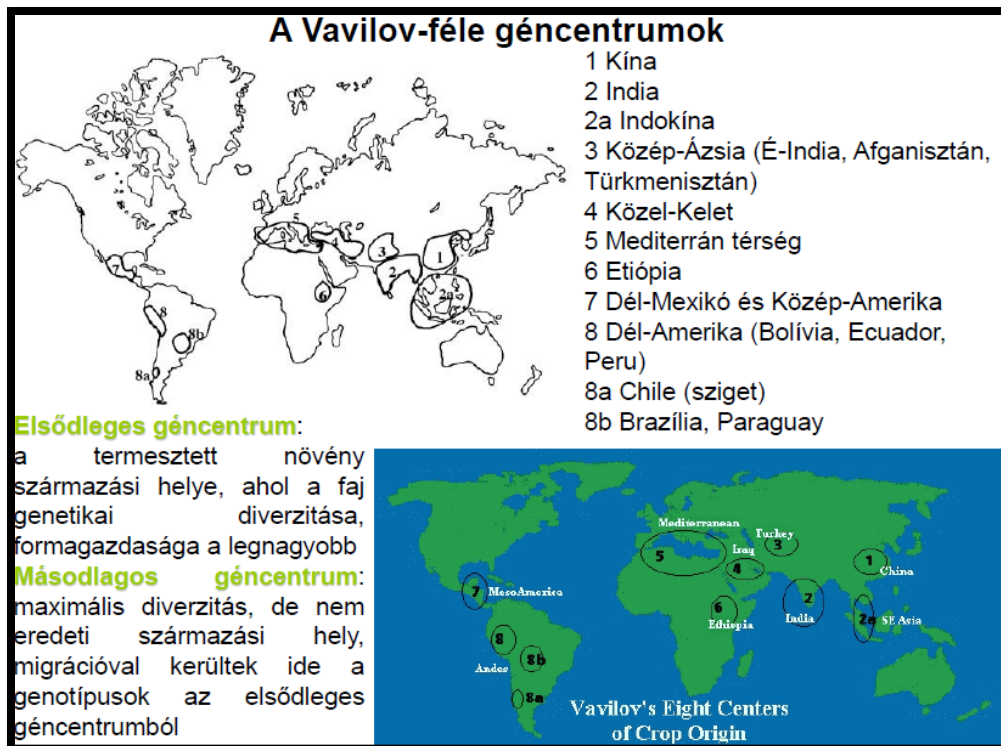 A Vavilov-féle géncentrumok
1 Kína
2 India
2a Indokína
3 Közép-Ázsia (É-India, Afganisztán,
Türkmenisztán)
4 Közel-Kelet
5 Mediterrán térség
6 Etiópia
7 Dél-Mexikó és Közép-Amerika
8 Dél-Amerika (Bolívia, Ecuador,
Peru)
8a Chile (sziget)
8b Brazília, Paraguay
5
4
3
1
2
2a
6
7
8
8b
8a
Elsődleges géncentrum:
a termesztett növény
származási helye, ahol a faj
genetikai diverzitása,
formagazdasága a legnagyobb
Másodlagos géncentrum:
maximális diverzitás, de nem
eredeti származási hely,
migrációval kerültek ide a
genotípusok az elsődleges
géncentrumból
Mediterranean
5
Turkey
3
Iraq
4
1
China
7
MesoAmerica
6
Ethiopia
2
India
2a
SE Asia
8
Andes
8b
8a
Vavilov's Eight Centers
of Crop Origin